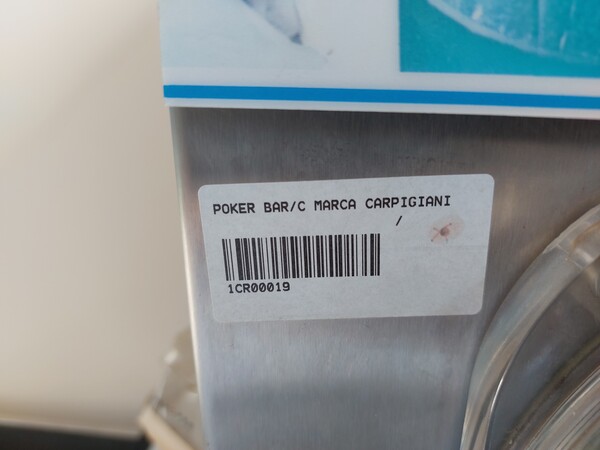 POKER BAR/C MARCA CARPIGIANI
/
1CR00019